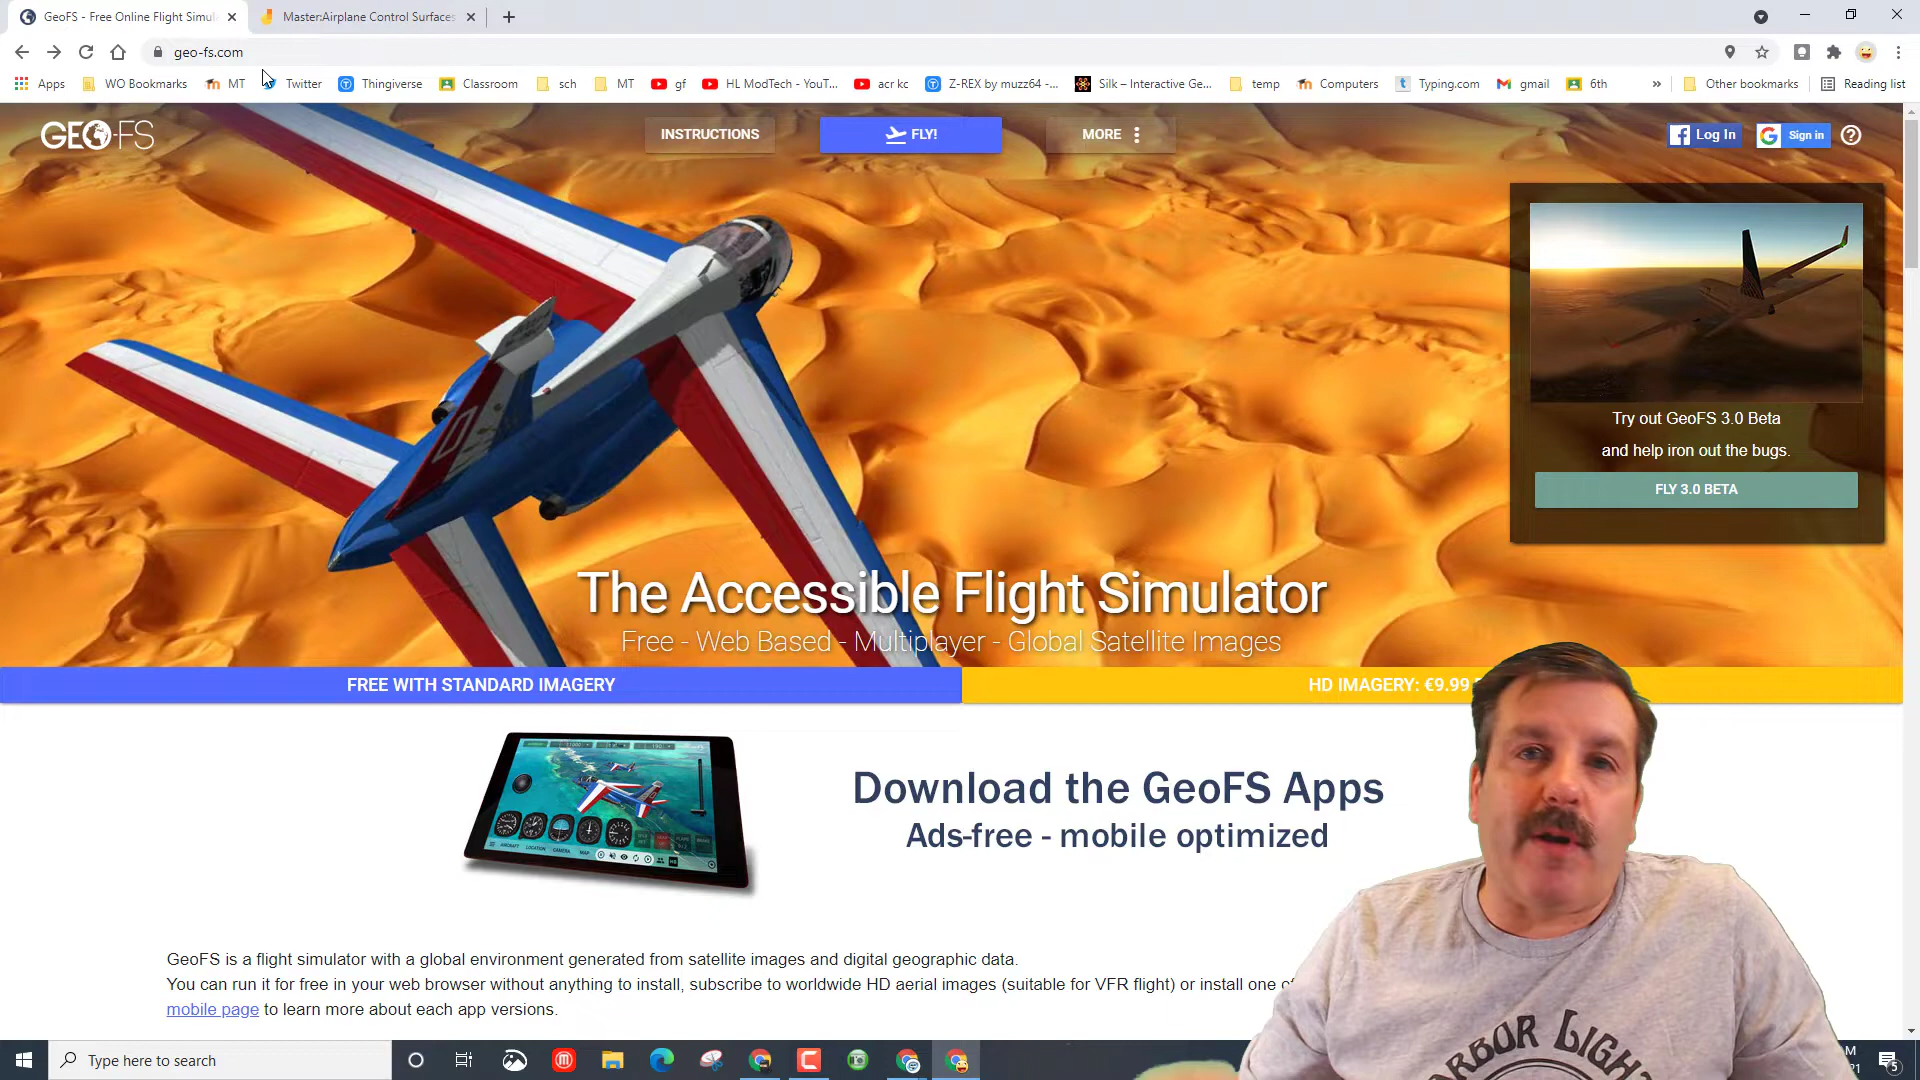 GeoFS - Free Online Flight Simul
Master:Airplane Control Surfaces
geo-fs.com
Apps
WO Bookmarks
MT
Twitter
Thingiverse
Classroom
sch
MT
gf
HL ModTech - YouT...
acr kc
Z-REX by muzz64 -...
Silk – Interactive Ge...
temp
Computers
Typing.com
gmail
6th
»
Other bookmarks
Reading list
GEO-FS
INSTRUCTIONS
FLY!
MORE
Log In
Sign in
Try out GeoFS 3.0 Beta
and help iron out the bugs.
FLY 3.0 BETA
The Accessible Flight Simulator
Free - Web Based - Multiplayer - Global Satellite Images
FREE WITH STANDARD IMAGERY
HD IMAGERY: €9.99
Download the GeoFS Apps
Ads-free - mobile optimized
GeoFS is a flight simulator with a global environment generated from satellite images and digital geographic data.
You can run it for free in your web browser without anything to install, subscribe to worldwide HD aerial images (suitable for VFR flight) or install one of
mobile page to learn more about each app versions.
HARBOR LIGH
Type here to search
M
21
5